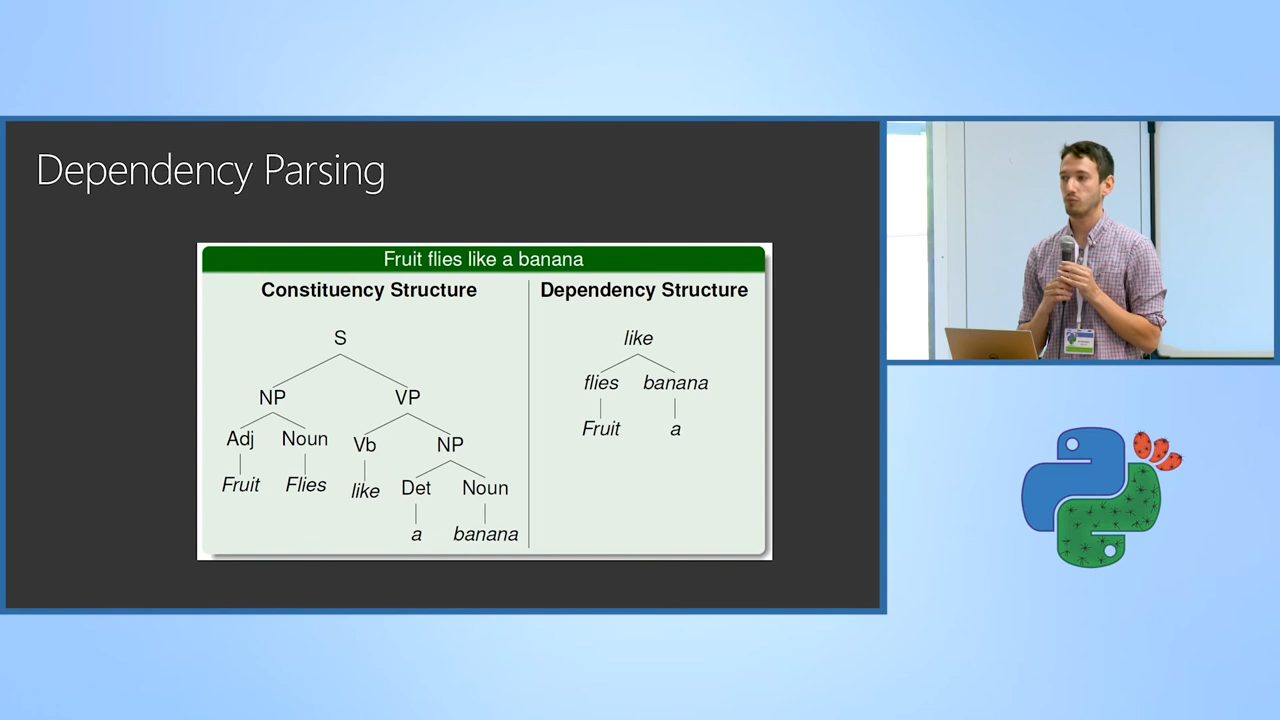 Dependency Parsing
Fruit flies like a banana
Constituency Structure
S
NP VP
Adj Noun Vb NP
Fruit Flies like Det Noun
a banana
Dependency Structure
like
flies banana
Fruit a